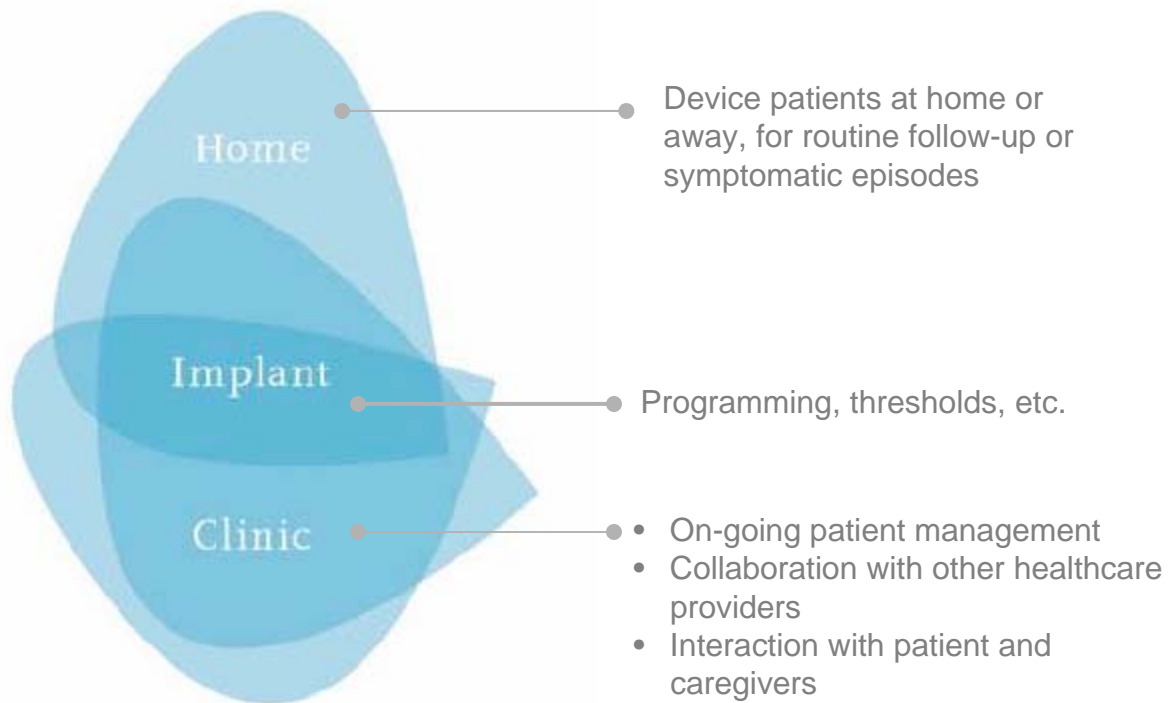 Home
Device patients at home or
away, for routine follow-up or
symptomatic episodes
Implant
Programming, thresholds, etc.
Clinic
• On-going patient management
• Collaboration with other healthcare
providers
• Interaction with patient and
caregivers